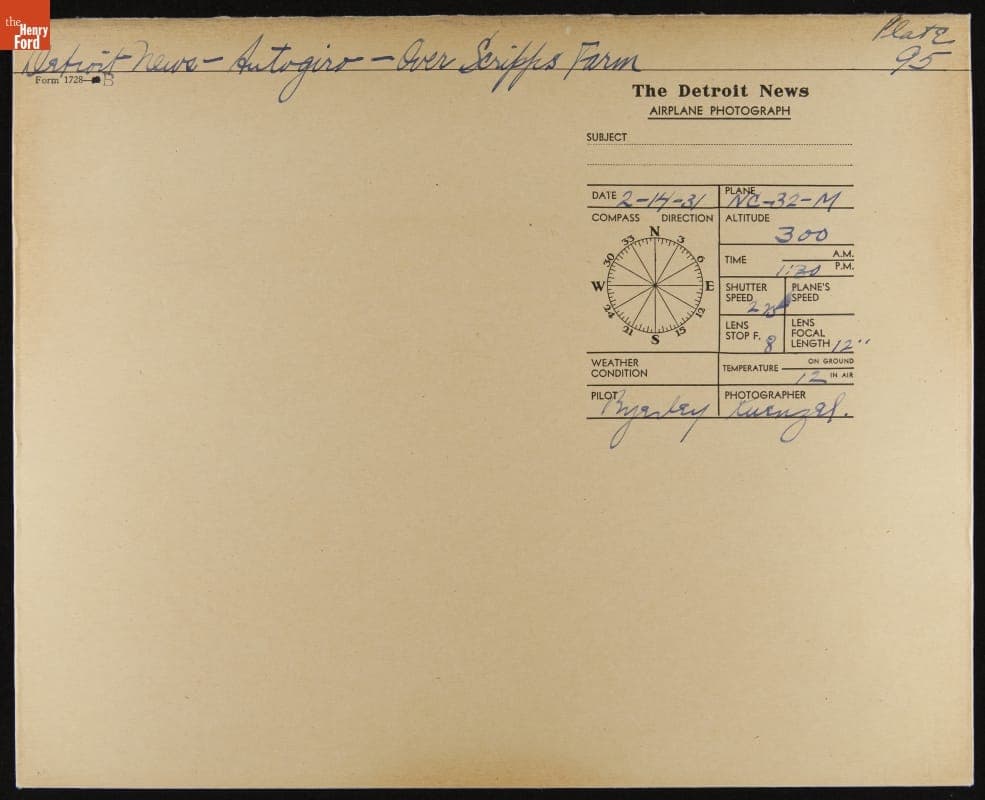 the
Henry
Ford
Plate
95
Detroit News - Autogiro - Over Scripps Farm
Form 1728—B
The Detroit News
AIRPLANE PHOTOGRAPH
SUBJECT
DATE 2-14-31
PLANE NC-32-M
COMPASS DIRECTION
ALTITUDE
300
N
33 3
30 6
W E
24 12
21 15
S
TIME
A.M.
1:30 P.M.
SHUTTER
SPEED
PLANE'S
SPEED
LENS
STOP F. 8
LENS
FOCAL
LENGTH 12"
WEATHER
CONDITION
TEMPERATURE
ON GROUND
12 IN AIR
PILOT Byerley
PHOTOGRAPHER Kuenzel.